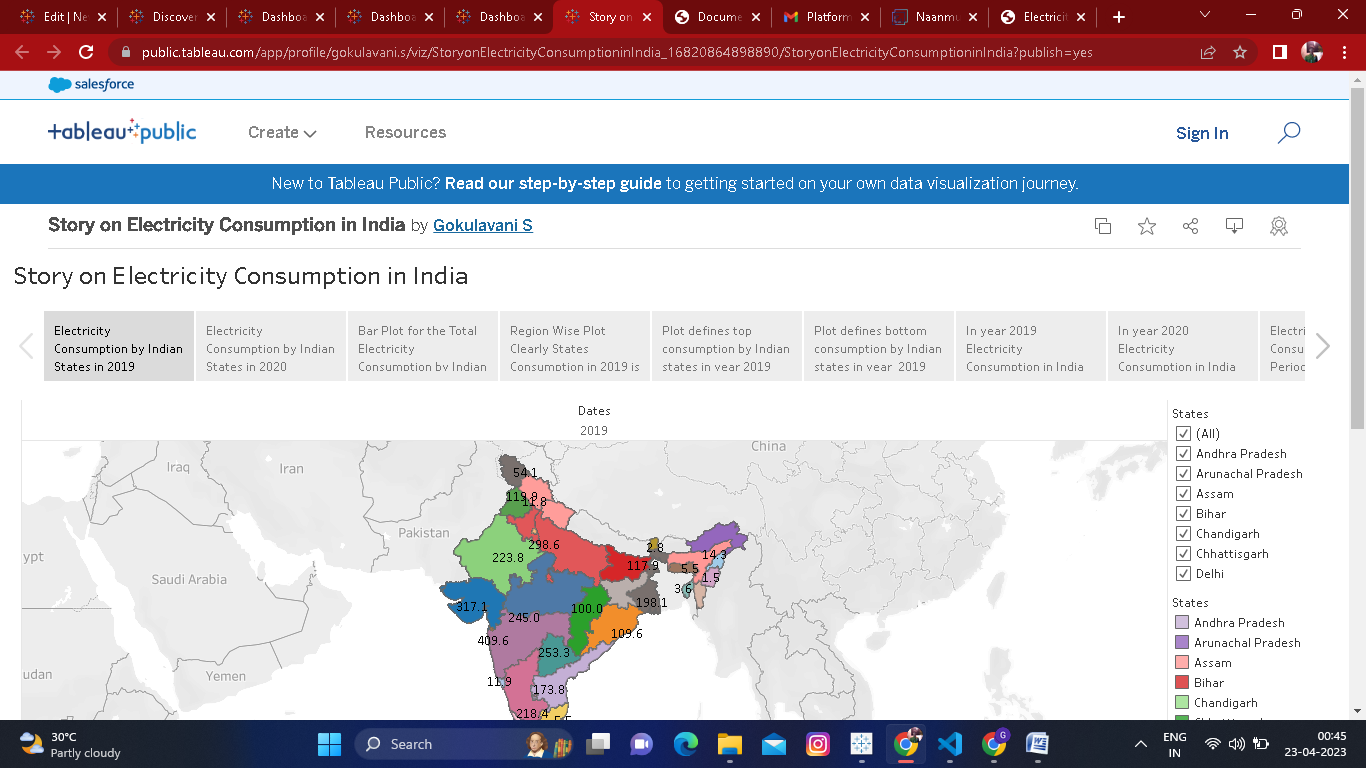 Edit | Ne
Discover
Dashboa
Dashboa
Dashboa
Story on
Docume
Platform
Naanmu
Electricit
public.tableau.com/app/profile/gokulavani.s/viz/StoryonElectricityConsumptioninIndia_16820864898890/StoryonElectricityConsumptioninIndia?publish=yes
salesforce
tableau public
Create
Resources
Sign In
New to Tableau Public? Read our step-by-step guide to getting started on your own data visualization journey.
Story on Electricity Consumption in India by Gokulavani S
Story on Electricity Consumption in India
Electricity
Consumption by Indian
States in 2019
Electricity
Consumption by Indian
States in 2020
Bar Plot for the Total
Electricity
Consumption by Indian
Region Wise Plot
Clearly States
Consumption in 2019 is
Plot defines top
consumption by Indian
states in year 2019
Plot defines bottom
consumption by Indian
states in year 2019
In year 2019
Electricity
Consumption in India
In year 2020
Electricity
Consumption in India
Electri
Consu
Perioc
Dates
2019
China
Iraq
Iran
Pakistan
ypt
Saudi Arabia
udan
Yemen
54.1
119.9
11.8
298.6
223.8
2.8
117.9
14.3
5.5
1.5
3.6
198.1
317.1
245.0
100.0
109.6
409.6
253.3
11.9
173.8
218.4
5.5
States
(All)
Andhra Pradesh
Arunachal Pradesh
Assam
Bihar
Chandigarh
Chhattisgarh
Delhi
States
Andhra Pradesh
Arunachal Pradesh
Assam
Bihar
Chandigarh
30°C
Partly cloudy
Search
ENG
IN
00:45
23-04-2023